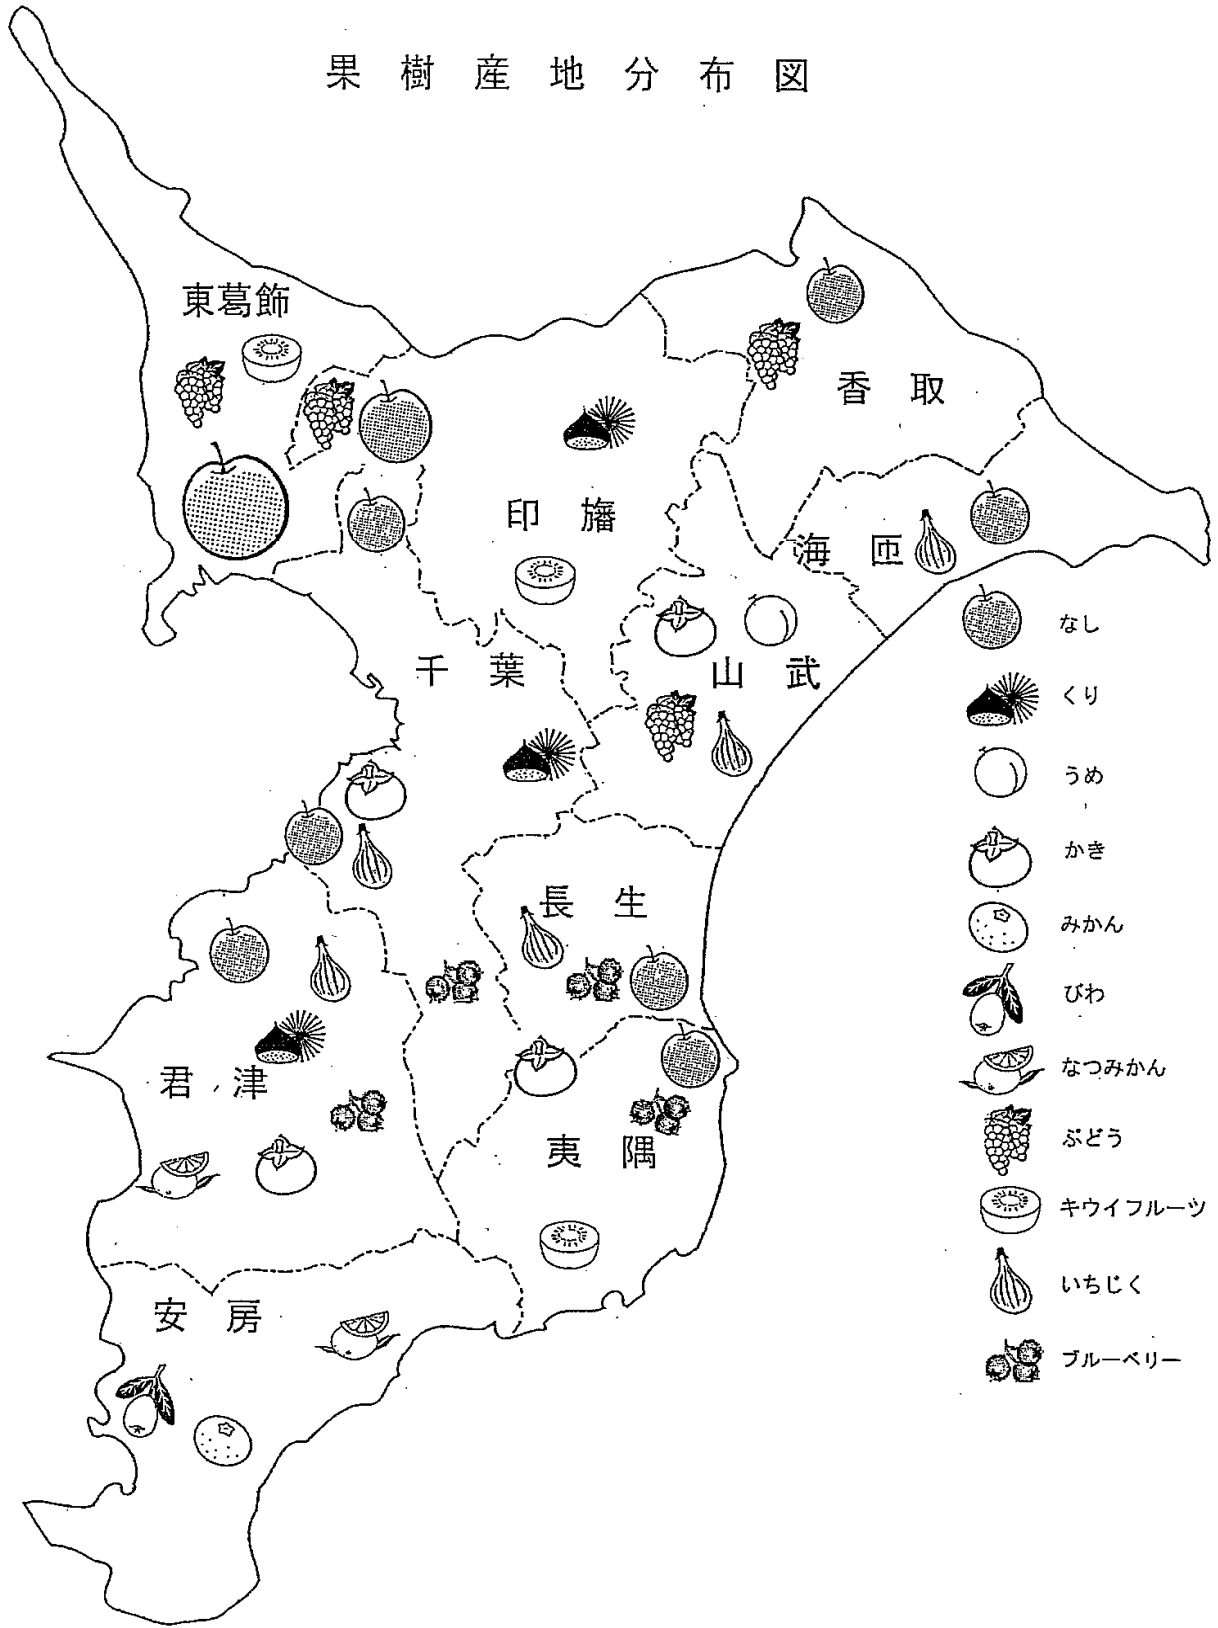 果樹産地分布図
東葛飾
香取
印旛
海匝
千葉
山武
長生
君津
夷隅
安房
なし
くり
うめ
かき
みかん
びわ
なつみかん
ぶどう
キウイフルーツ
いちじく
ブルーベリー